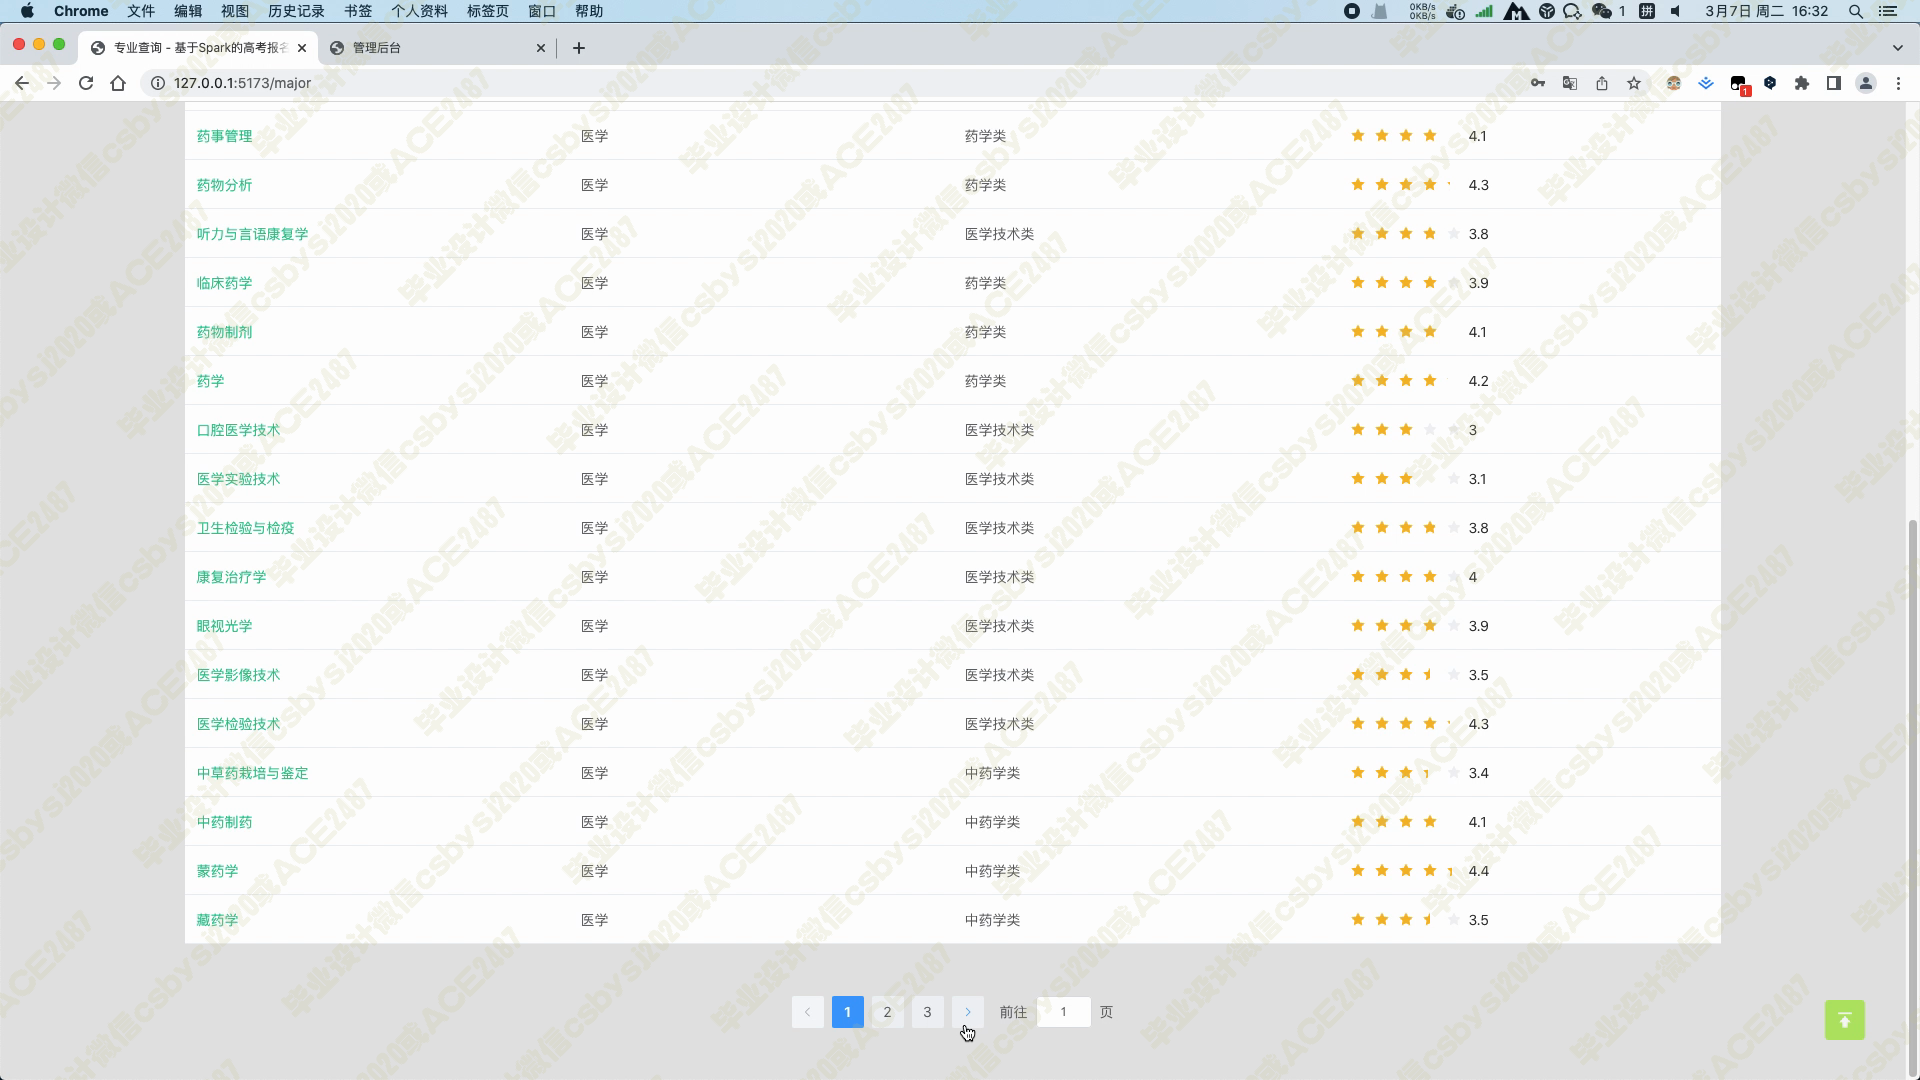 Chrome 文件 编辑 视图 历史记录 书签 个人资料 标签页 窗口 帮助 0KB/s 0KB/s 1 拼 3月7日 周二 16:32
专业查询 - 基于Spark的高考报名 管理后台
127.0.0.1:5173/major 1
药事管理 医学 药学类 4.1
药物分析 医学 药学类 4.3
听力与言语康复学 医学 医学技术类 3.8
临床药学 医学 药学类 3.9
药物制剂 医学 药学类 4.1
药学 医学 药学类 4.2
口腔医学技术 医学 医学技术类 3
医学实验技术 医学 医学技术类 3.1
卫生检验与检疫 医学 医学技术类 3.8
康复治疗学 医学 医学技术类 4
眼视光学 医学 医学技术类 3.9
医学影像技术 医学 医学技术类 3.5
医学检验技术 医学 医学技术类 4.3
中草药栽培与鉴定 医学 中药学类 3.4
中药制药 医学 中药学类 4.1
蒙药学 医学 中药学类 4.4
藏药学 医学 中药学类 3.5
1 2 3 前往 1 页
毕业设计微信csbysj2020或ACE2487